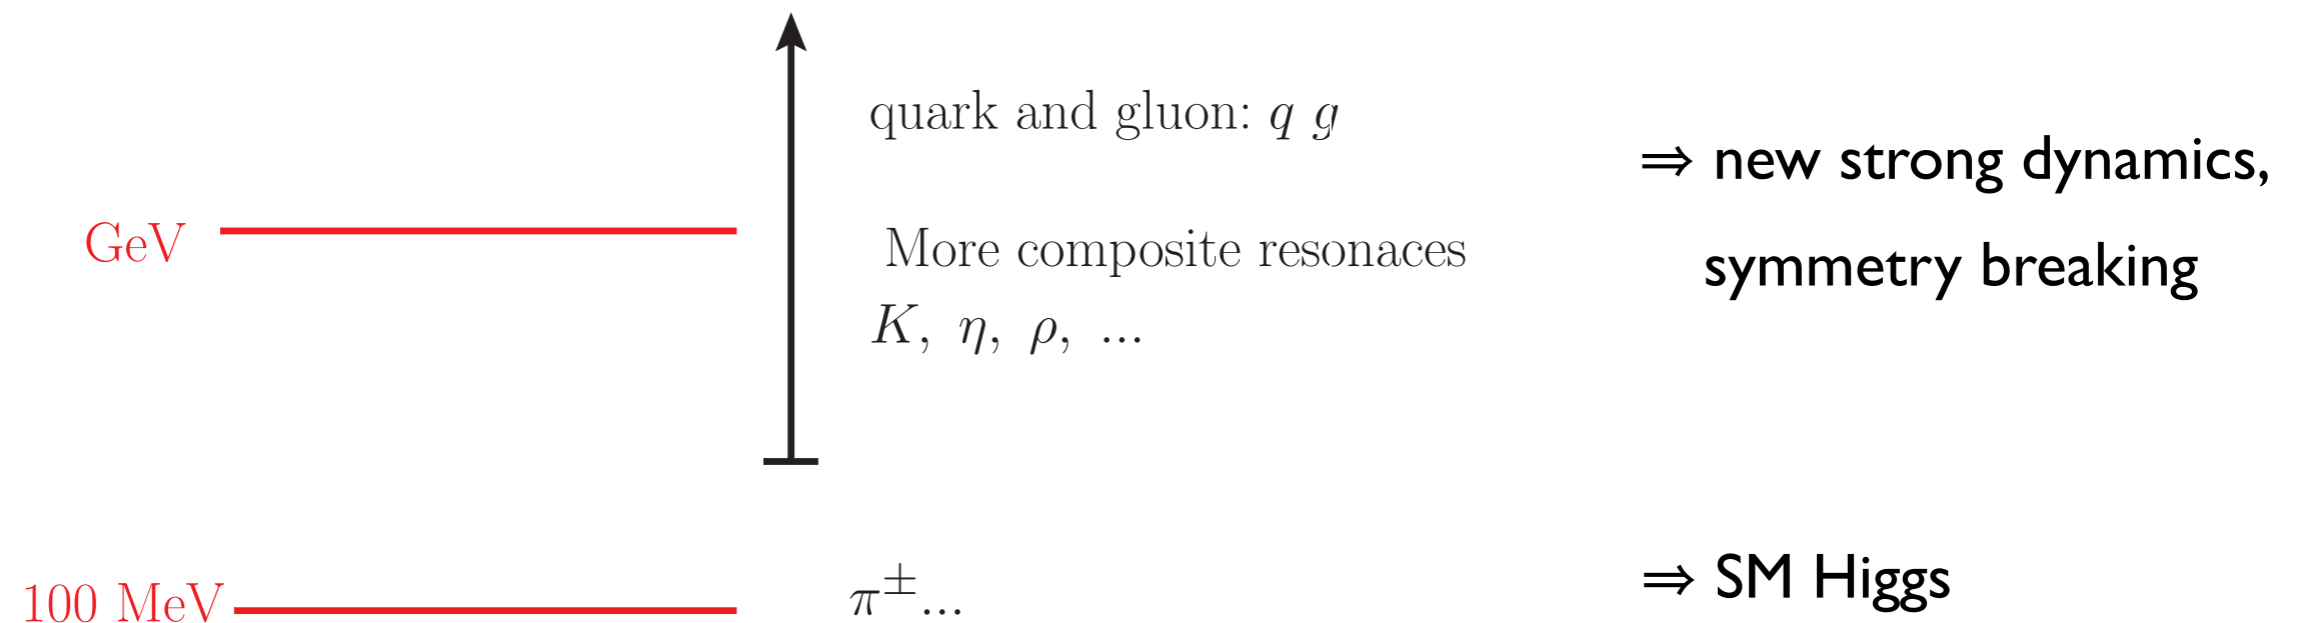 quark and gluon: q g
⇒ new strong dynamics,
GeV
More composite resonaces
symmetry breaking
K, η, ρ, ...
100 MeV
π±...
⇒ SM Higgs